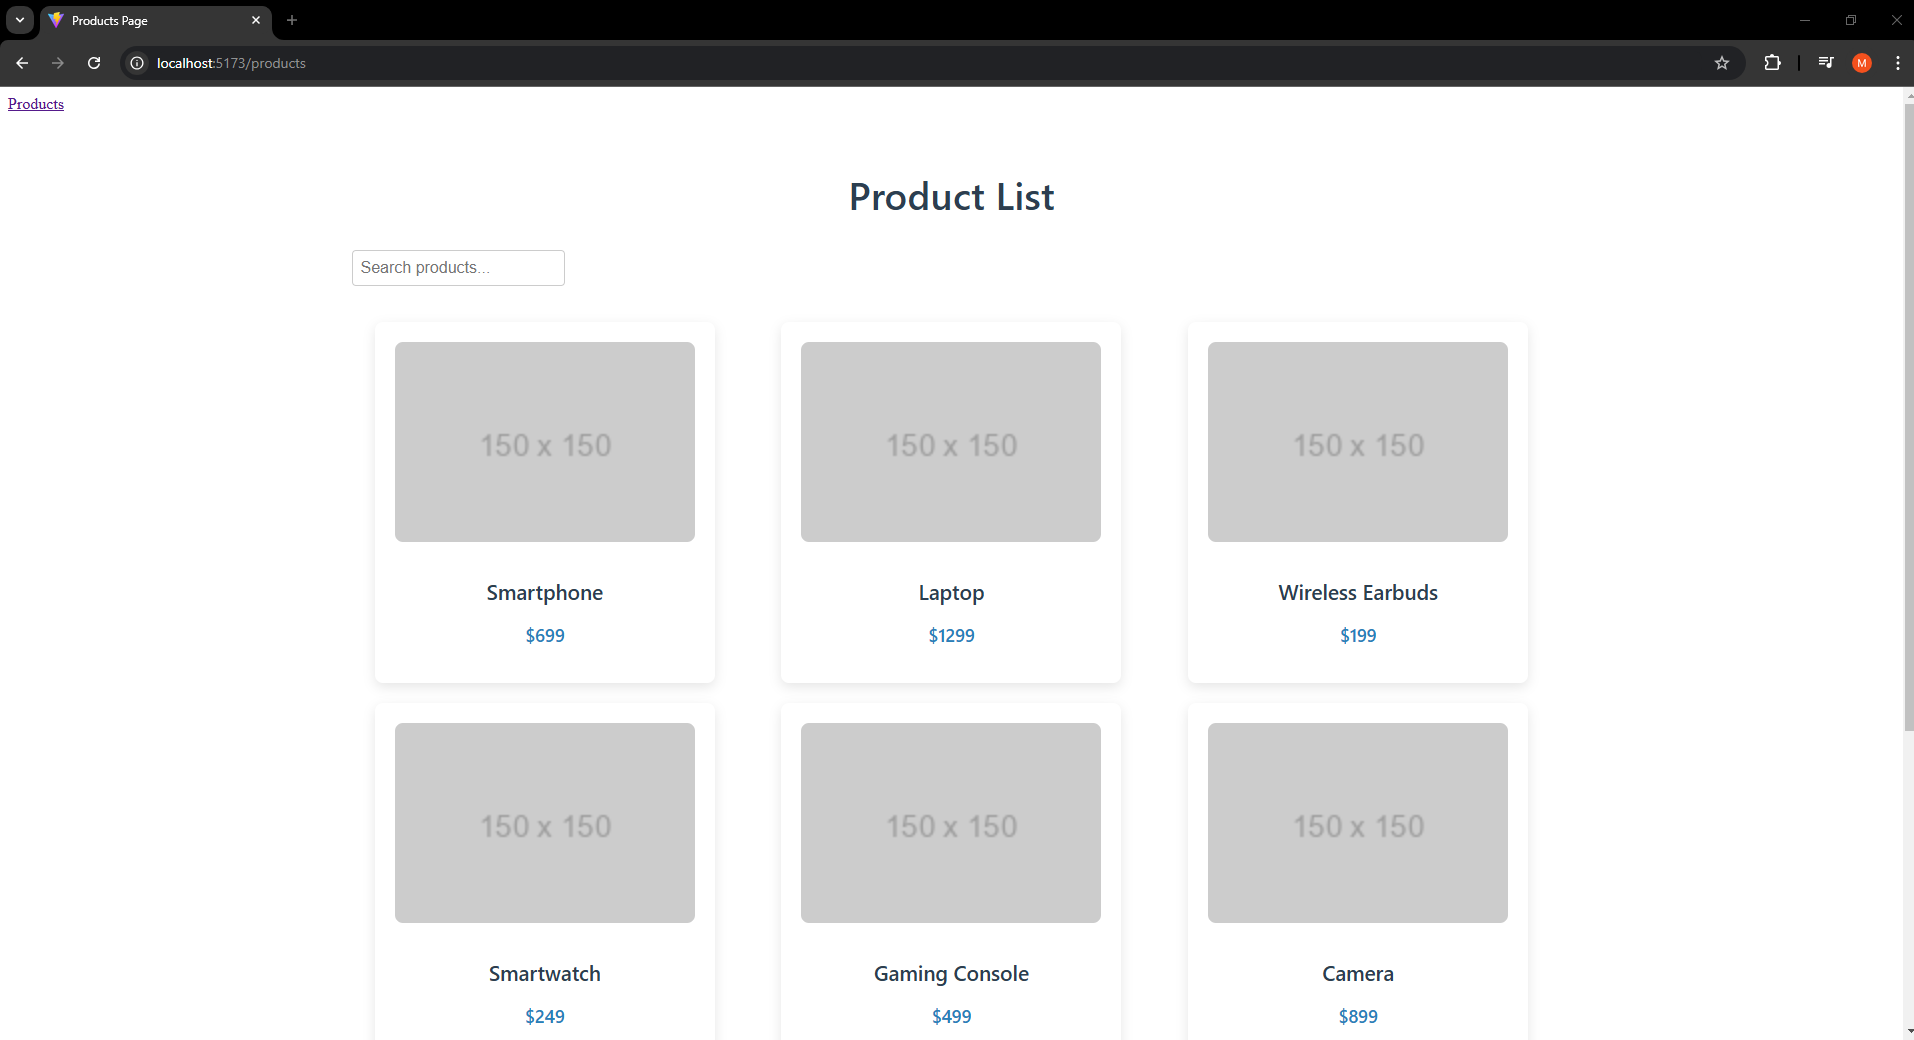 Products Page
localhost:5173/products
M
Products
Product List
Search products...
150 x 150 150 x 150 150 x 150
Smartphone Laptop Wireless Earbuds
$699 $1299 $199
150 x 150 150 x 150 150 x 150
Smartwatch Gaming Console Camera
$249 $499 $899